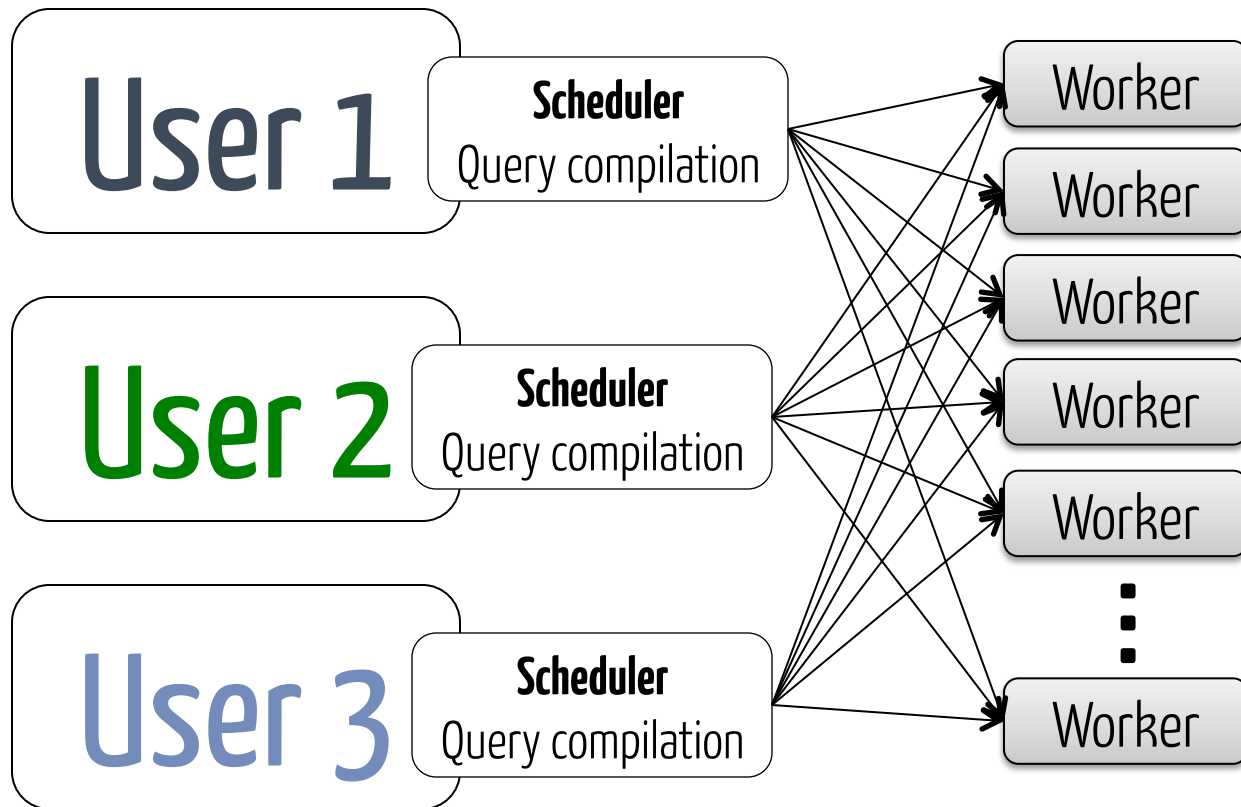 User 1
Scheduler
Query compilation
User 2
Scheduler
Query compilation
User 3
Scheduler
Query compilation
Worker
Worker
Worker
Worker
Worker
Worker